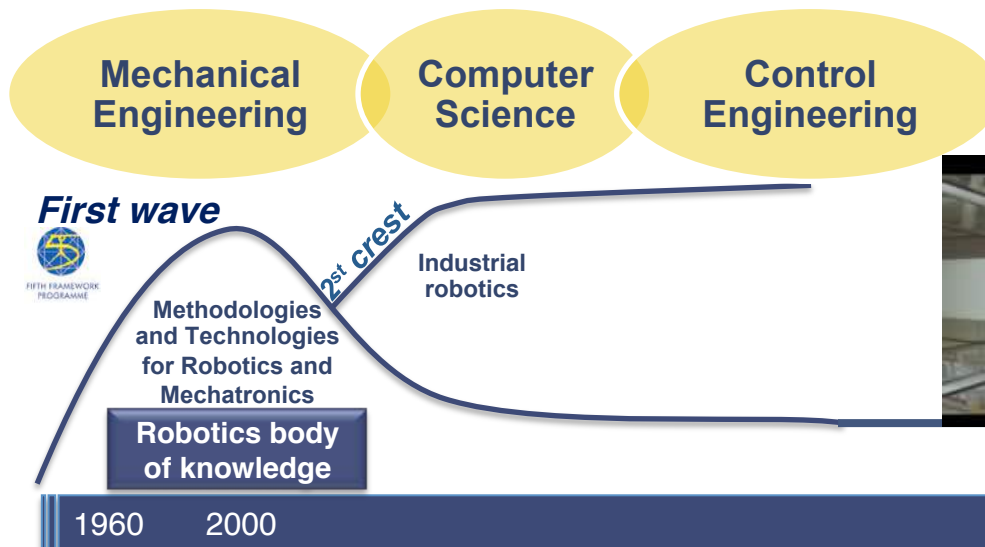 Mechanical
Engineering
Computer
Science
Control
Engineering
First wave
FIFTH FRAMEWORK
PROGRAMME
2st crest
Industrial
robotics
Methodologies
and Technologies
for Robotics and
Mechatronics
Robotics body
of knowledge
1960 2000